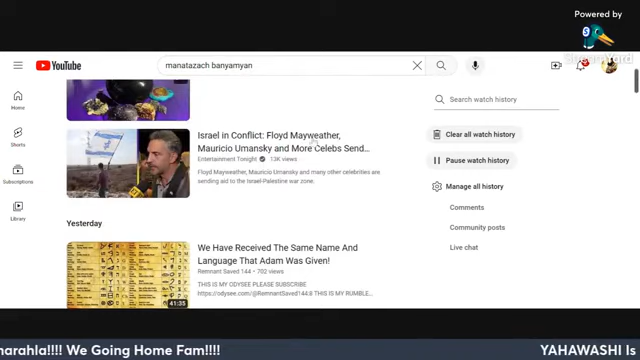 Powered by
StreamYard
YouTube
manatazach banyamyan
Home
Shorts
Subscriptions
Library
Israel in Conflict: Floyd Mayweather,
Mauricio Umansky and More Celebs Send…
Entertainment Tonight 13K views
Floyd Mayweather, Mauricio Umansky and many other celebrities are
sending aid to the Israel-Palestine war zone.
Yesterday
We Have Received The Same Name And
Language That Adam Was Given!
Remnant Saved 144 • 702 views
THIS IS MY ODYSEE PLEASE SUBSCRIBE
https://odysee.com/@RemnantSaved144:8 THIS IS MY RUMBLE…
41:35
Search watch history
Clear all watch history
Pause watch history
Manage all history
Comments
Community posts
Live chat
marahla!!!! We Going Home Fam!!!!
YAHAWASHI Is